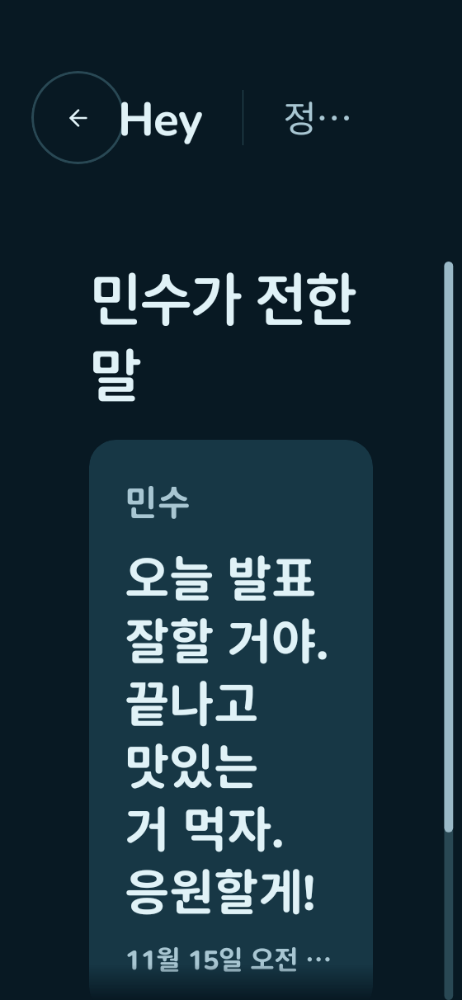 Hey
정…
민수가 전한
말
민수
오늘 발표
잘할 거야.
끝나고
맛있는
거 먹자.
응원할게!
11월 15일 오전 …